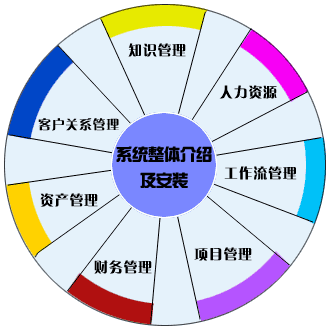 知识管理
人力资源
客户关系管理
系统整体介绍
及安装
工作流管理
资产管理
项目管理
财务管理